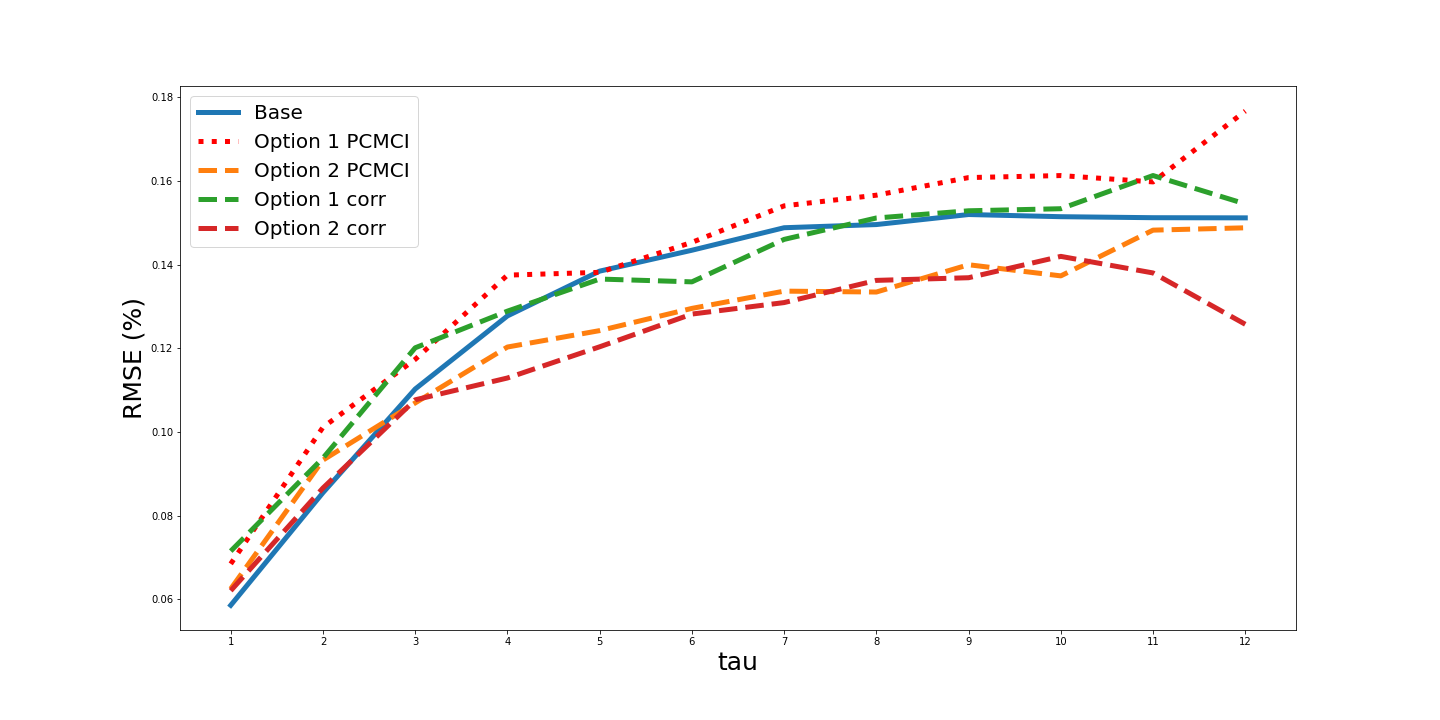 0.18
0.16
0.14
0.12
0.10
0.08
0.06
RMSE (%)
Base
Option 1 PCMCI
Option 2 PCMCI
Option 1 corr
Option 2 corr
1 2 3 4 5 6 7 8 9 10 11 12
tau